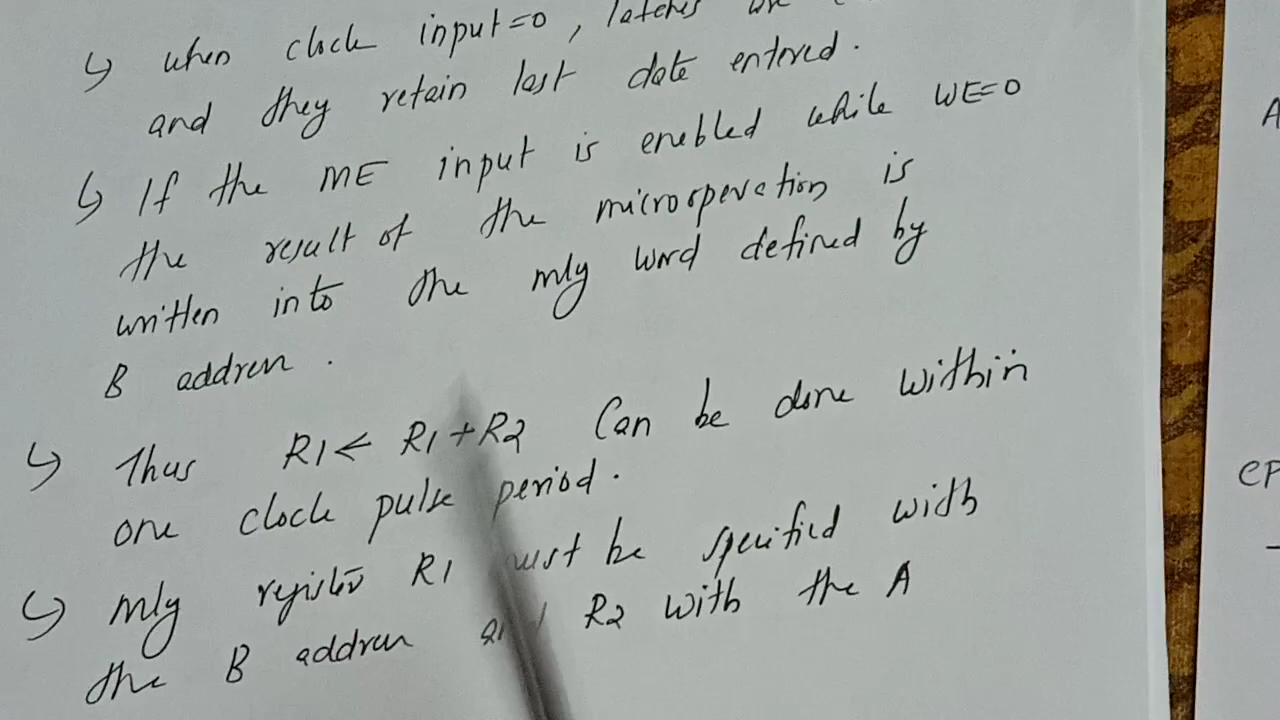 ↳ when clock input=0, latches are
and they retain last data entered.
↳ If the ME input is enabled while WE=0
the result of the microoperation is
written into the mly word defined by
B address.
↳ Thus R1 ← R1+R2 can be done within
one clock pulse period.
↳ mly register R1 must be specified with
the B address and R2 with the A
A
CP